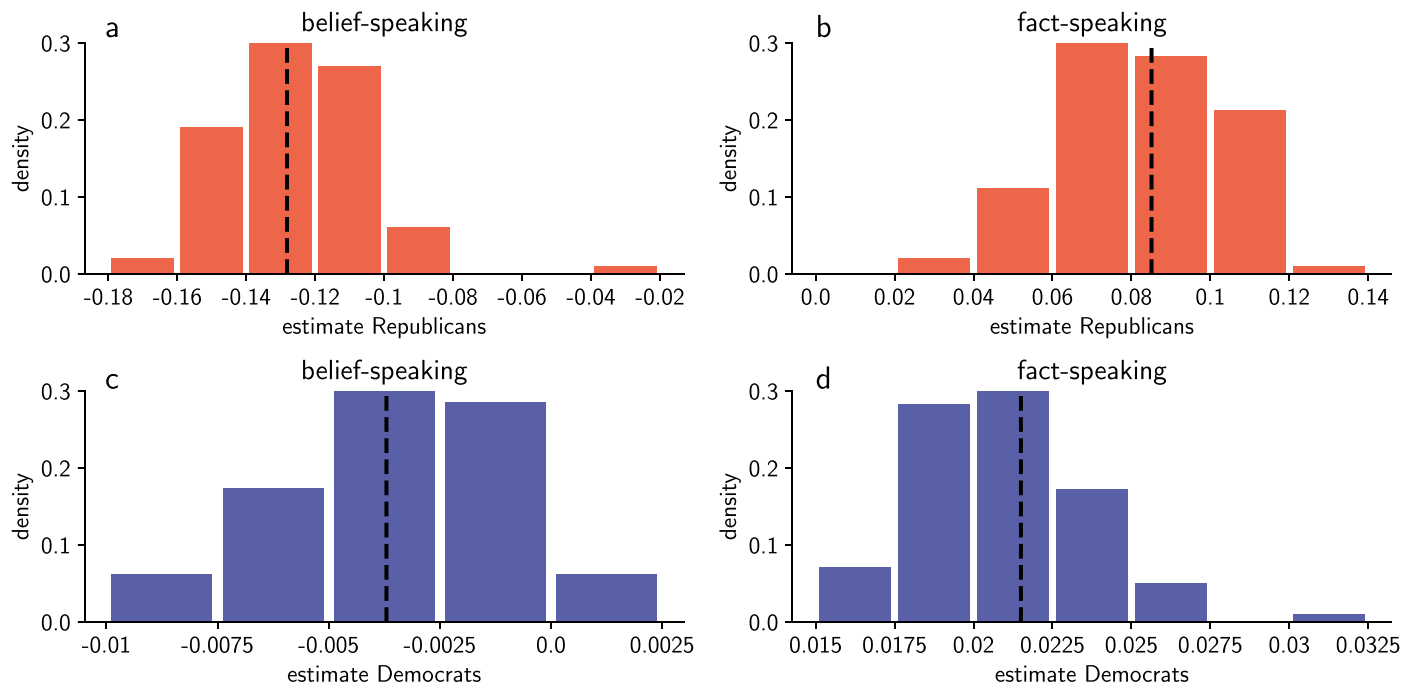 a
belief-speaking
density
0.3
0.2
0.1
0.0
-0.18 -0.16 -0.14 -0.12 -0.1 -0.08 -0.06 -0.04 -0.02
estimate Republicans
b
fact-speaking
density
0.3
0.2
0.1
0.0
0.0 0.02 0.04 0.06 0.08 0.1 0.12 0.14
estimate Republicans
c
belief-speaking
density
0.3
0.2
0.1
0.0
-0.01 -0.0075 -0.005 -0.0025 0.0 0.0025
estimate Democrats
d
fact-speaking
density
0.3
0.2
0.1
0.0
0.015 0.0175 0.02 0.0225 0.025 0.0275 0.03 0.0325
estimate Democrats